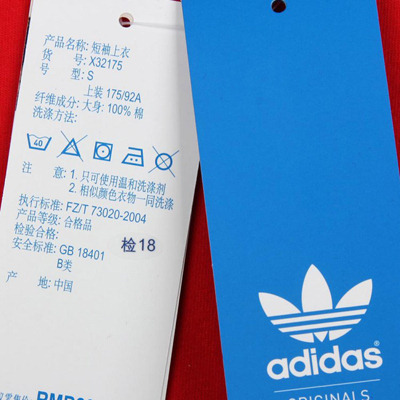 产品名称: 短袖上衣
货 号: X32175
号 型: S
上装 175/92A
纤维成分: 大身: 100% 棉
洗涤方法:
40
注 意: 1. 只可使用温和洗涤剂
2. 相似颜色衣物一同洗涤
执行标准: FZ/T 73020-2004
产品等级: 合格品
检验合格:
检18
安全标准: GB 18401
B类
产 地: 中国
adidas
ORIGINALS